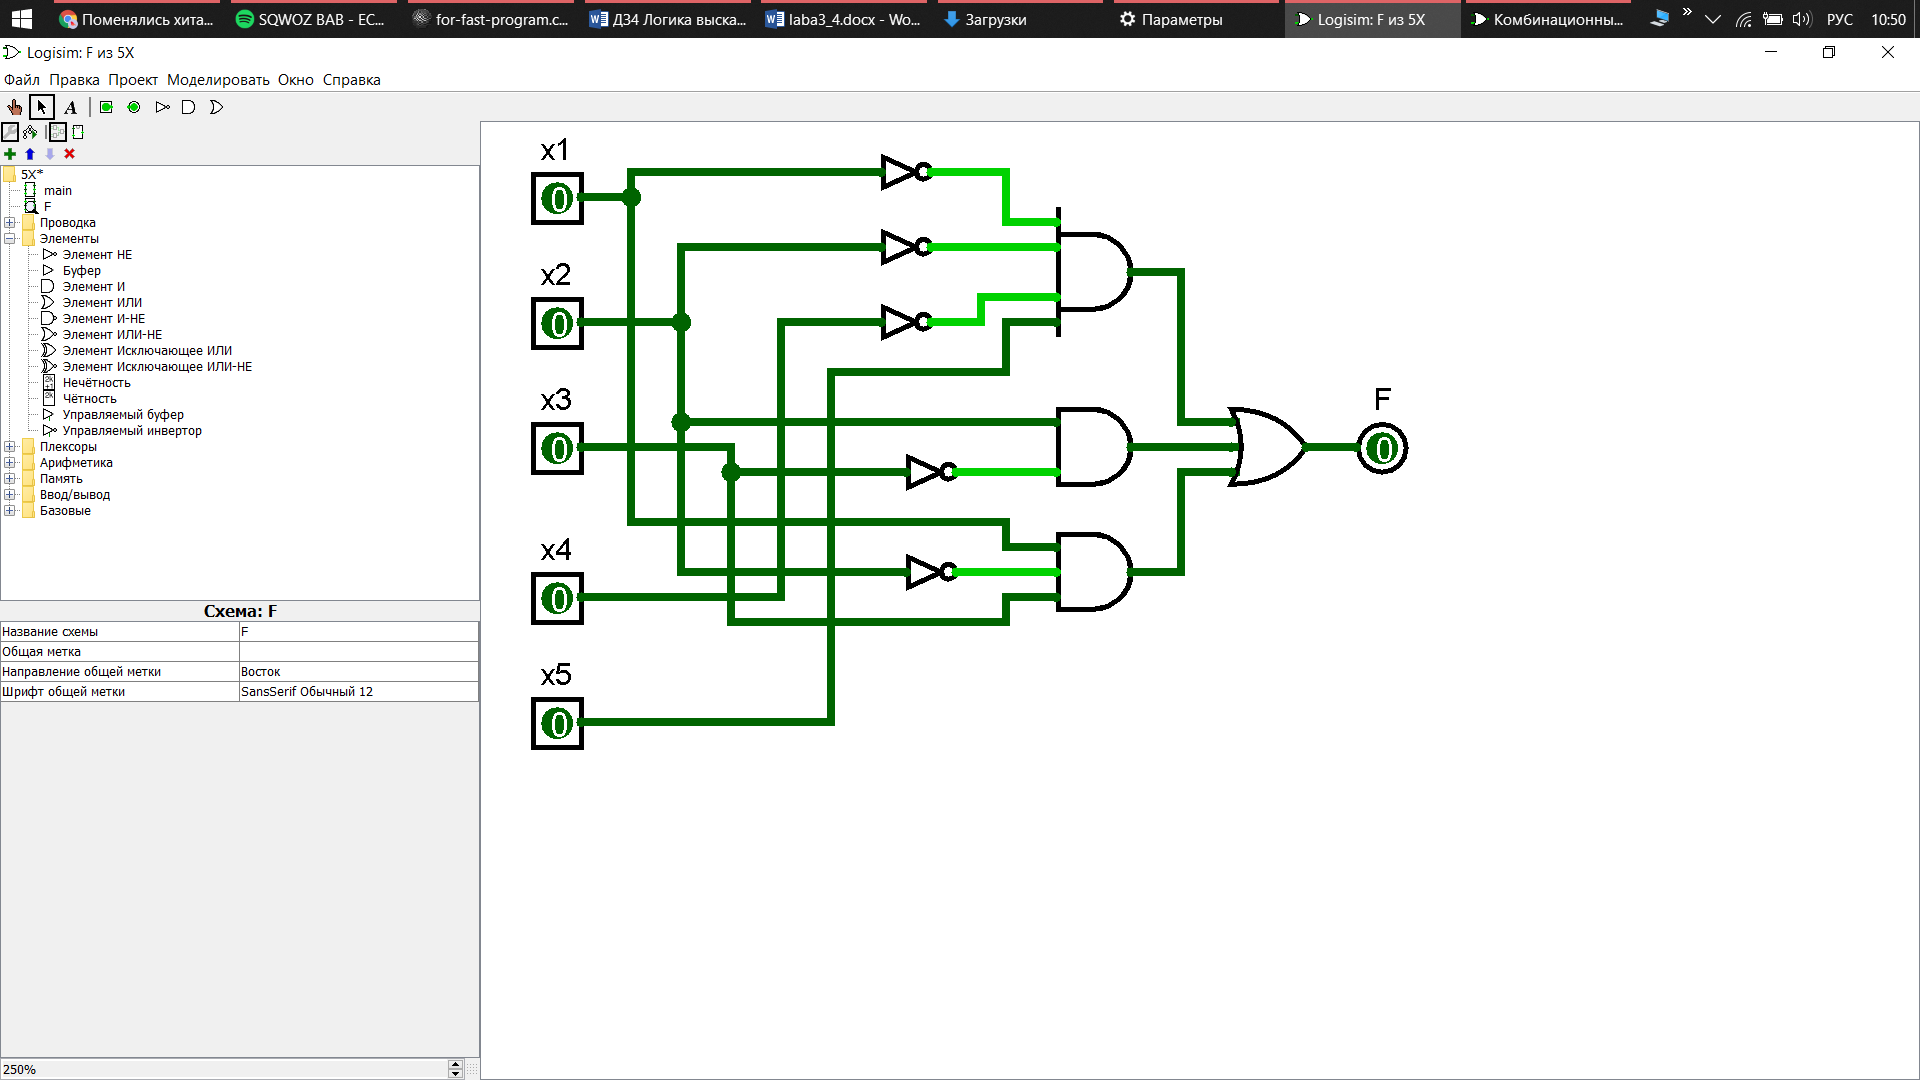 Поменялись хита...
SQWOZ BAB - EC...
for-fast-program.c...
ДЗ4 Логика выска...
laba3_4.docx - Wo...
Загрузки
Параметры
Logisim: F из 5X
Комбинационны...
»
РУС
10:50
Logisim: F из 5X
Файл Правка Проект Моделировать Окно Справка
A
5X*
main
F
Проводка
Элементы
Элемент НЕ
Буфер
Элемент И
Элемент ИЛИ
Элемент И-НЕ
Элемент ИЛИ-НЕ
Элемент Исключающее ИЛИ
Элемент Исключающее ИЛИ-НЕ
Нечётность
Чётность
Управляемый буфер
Управляемый инвертор
Плексоры
Арифметика
Память
Ввод/вывод
Базовые
Схема: F
Название схемы F
Общая метка
Направление общей метки Восток
Шрифт общей метки SansSerif Обычный 12
250%
x1
0
x2
0
x3
0
x4
0
x5
0
F
0